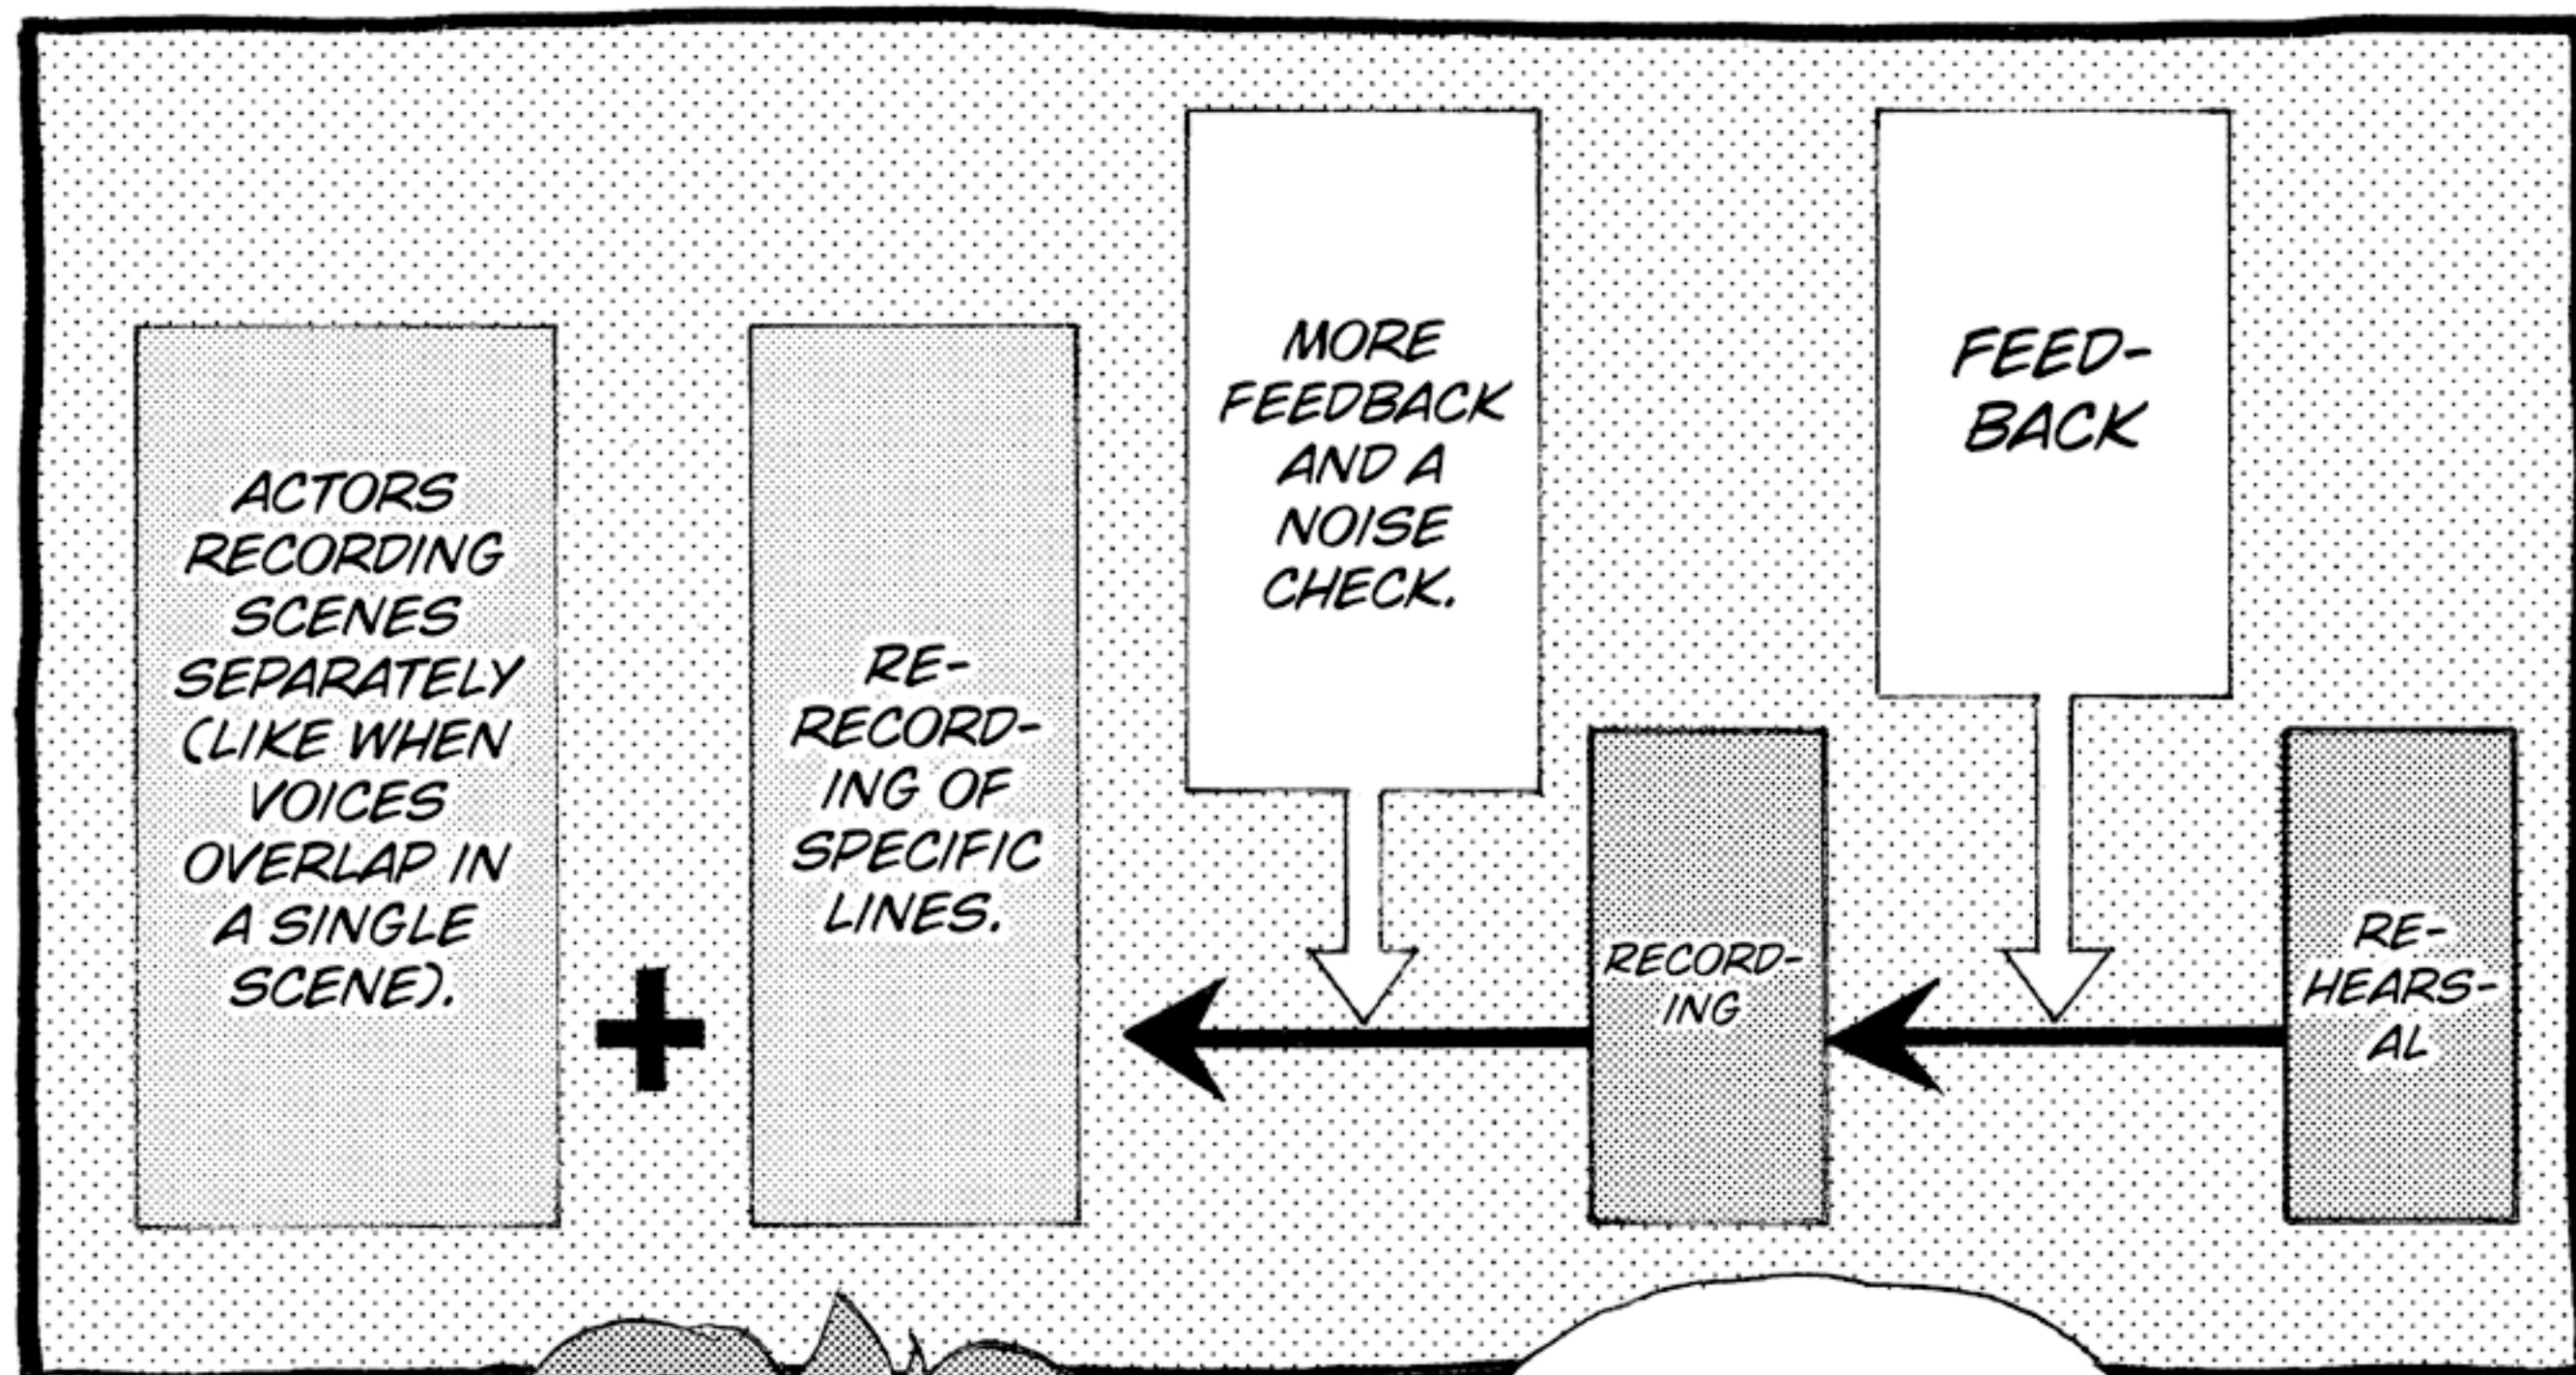 RE-
HEARS-
AL
FEED-
BACK
RECORD-
ING
MORE
FEEDBACK
AND A
NOISE
CHECK.
RE-
RECORD-
ING OF
SPECIFIC
LINES.
ACTORS
RECORDING
SCENES
SEPARATELY
(LIKE WHEN
VOICES
OVERLAP IN
A SINGLE
SCENE).